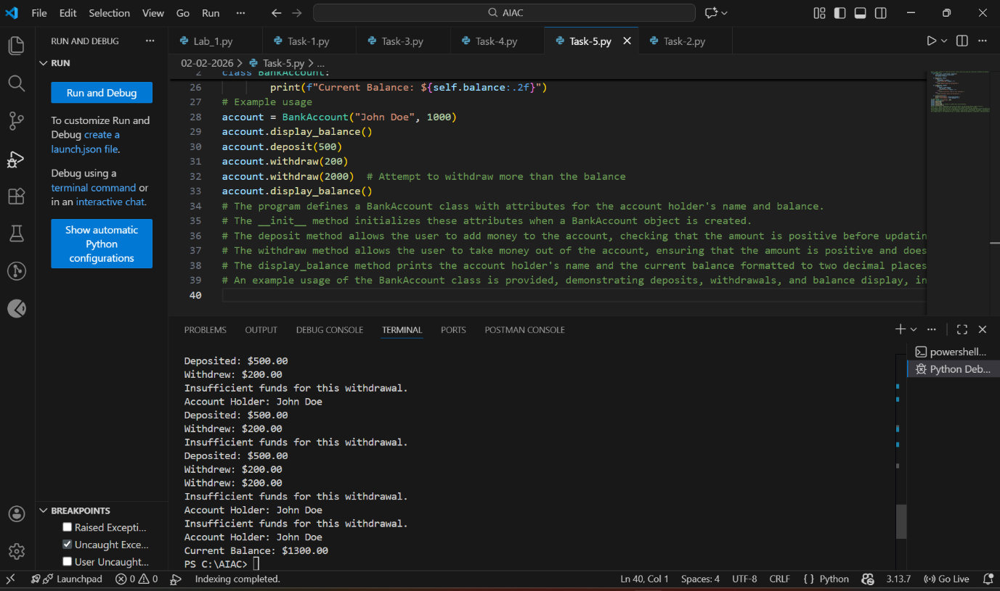 File Edit Selection View Go Run ··· AIAC
RUN AND DEBUG ···
RUN
Run and Debug
To customize Run and
Debug create a
launch.json file.
Debug using a
terminal command or
in an interactive chat.
Show automatic
Python
configurations
BREAKPOINTS
Raised Excepti...
Uncaught Exce...
User Uncaught...
Lab_1.py Task-1.py Task-3.py Task-4.py Task-5.py Task-2.py
02-02-2026 > Task-5.py > ...
2 class BankAccount:
26 print(f"Current Balance: ${self.balance:.2f}")
27 # Example usage
28 account = BankAccount("John Doe", 1000)
29 account.display_balance()
30 account.deposit(500)
31 account.withdraw(200)
32 account.withdraw(2000)  # Attempt to withdraw more than the balance
33 account.display_balance()
34 # The program defines a BankAccount class with attributes for the account holder's name and balance.
35 # The __init__ method initializes these attributes when a BankAccount object is created.
36 # The deposit method allows the user to add money to the account, checking that the amount is positive before updatin
37 # The withdraw method allows the user to take money out of the account, ensuring that the amount is positive and does
38 # The display_balance method prints the account holder's name and the current balance formatted to two decimal places
39 # An example usage of the BankAccount class is provided, demonstrating deposits, withdrawals, and balance display, in
40
PROBLEMS OUTPUT DEBUG CONSOLE TERMINAL PORTS POSTMAN CONSOLE
Deposited: $500.00
Withdrew: $200.00
Insufficient funds for this withdrawal.
Account Holder: John Doe
Deposited: $500.00
Withdrew: $200.00
Insufficient funds for this withdrawal.
Deposited: $500.00
Withdrew: $200.00
Withdrew: $200.00
Insufficient funds for this withdrawal.
Account Holder: John Doe
Insufficient funds for this withdrawal.
Account Holder: John Doe
Current Balance: $1300.00
PS C:\AIAC>
powershell...
Python Deb...
Launchpad 0 0 Indexing completed. Ln 40, Col 1 Spaces: 4 UTF-8 CRLF { } Python 3.13.7 Go Live